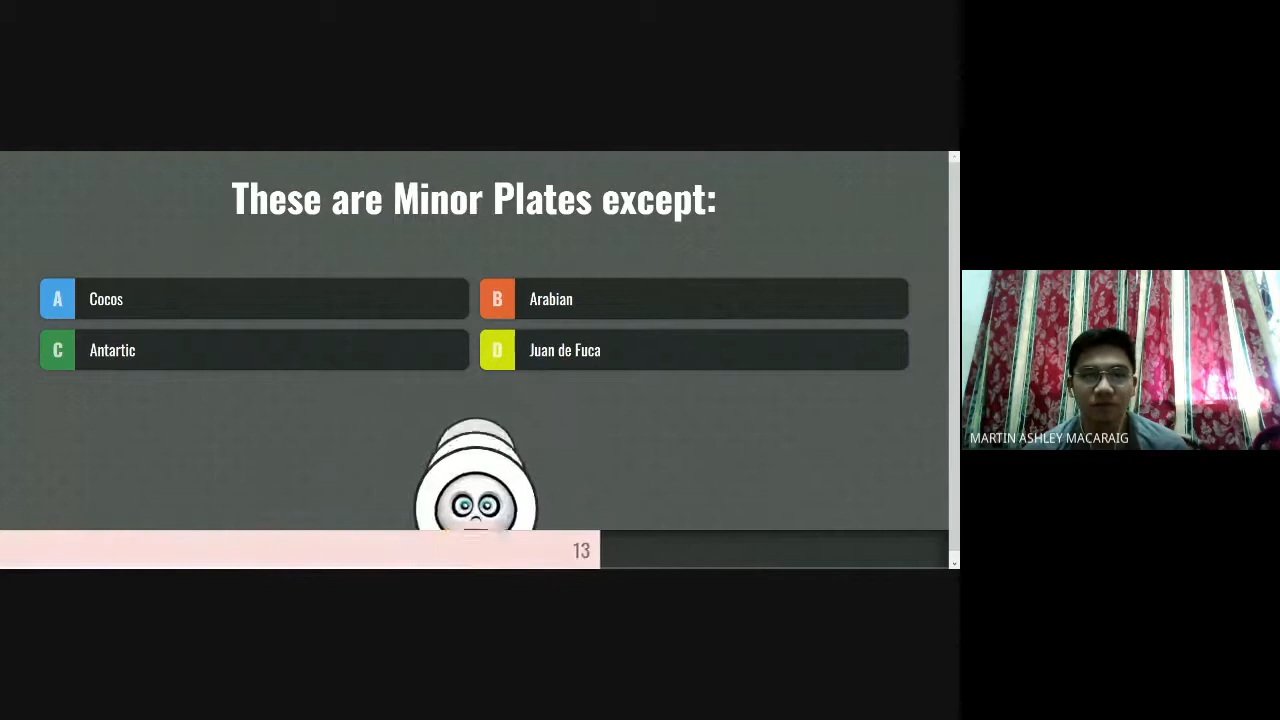 These are Minor Plates except:
A Cocos
B Arabian
C Antartic
D Juan de Fuca
13
MARTIN ASHLEY MACARAIG